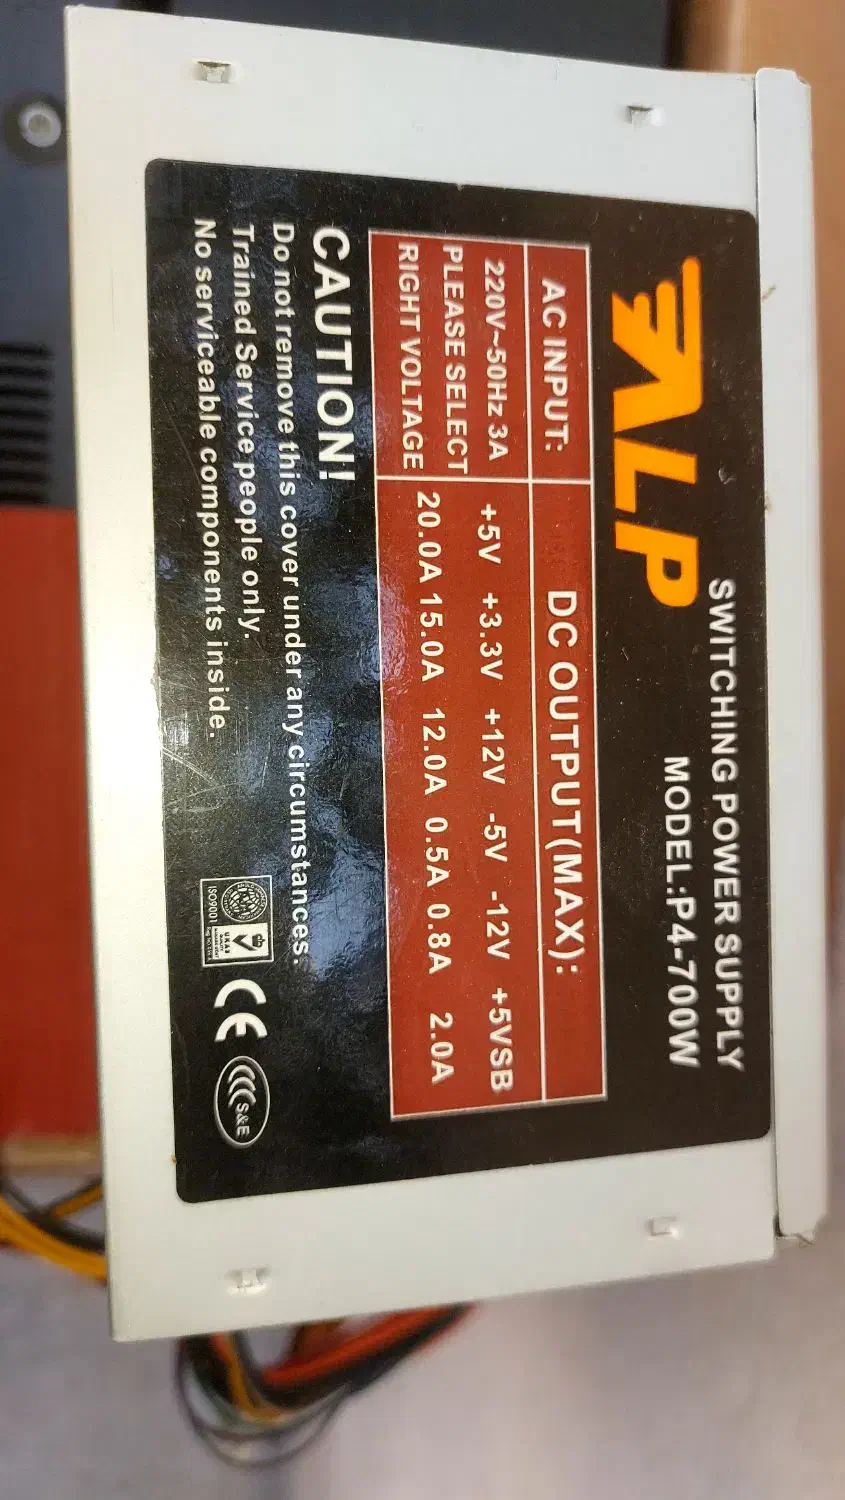 ALP
SWITCHING POWER SUPPLY
MODEL:P4-700W
AC INPUT:
DC OUTPUT(MAX):
220V~50Hz 3A
PLEASE SELECT
RIGHT VOLTAGE
+5V +3.3V +12V -5V -12V +5VSB
20.0A 15.0A 12.0A 0.5A 0.8A 2.0A
CAUTION!
Do not remove this cover under any circumstances.
Trained Service people only.
No serviceable components inside.
ISO9001
UKAS
CE
S&E